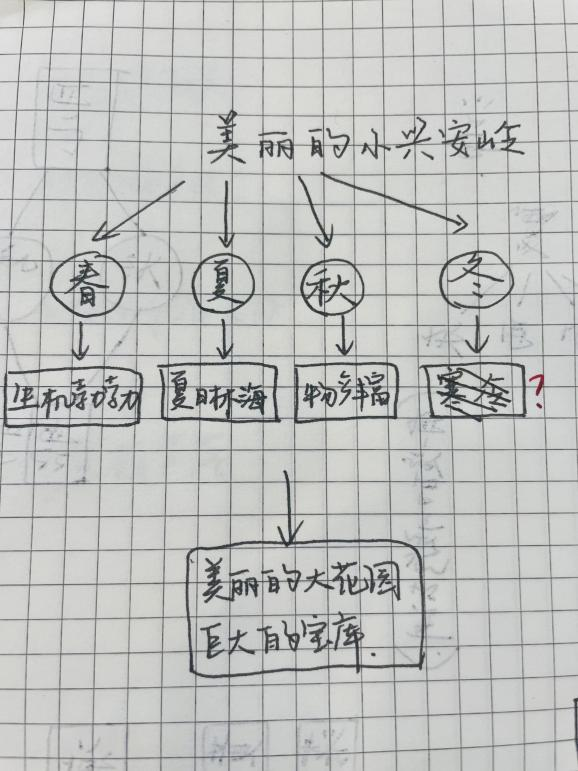 美丽的小兴安岭
春 夏 秋 冬
生机勃勃 夏日林海 物产丰富 寒冷 ?
美丽的大花园
巨大的宝库.